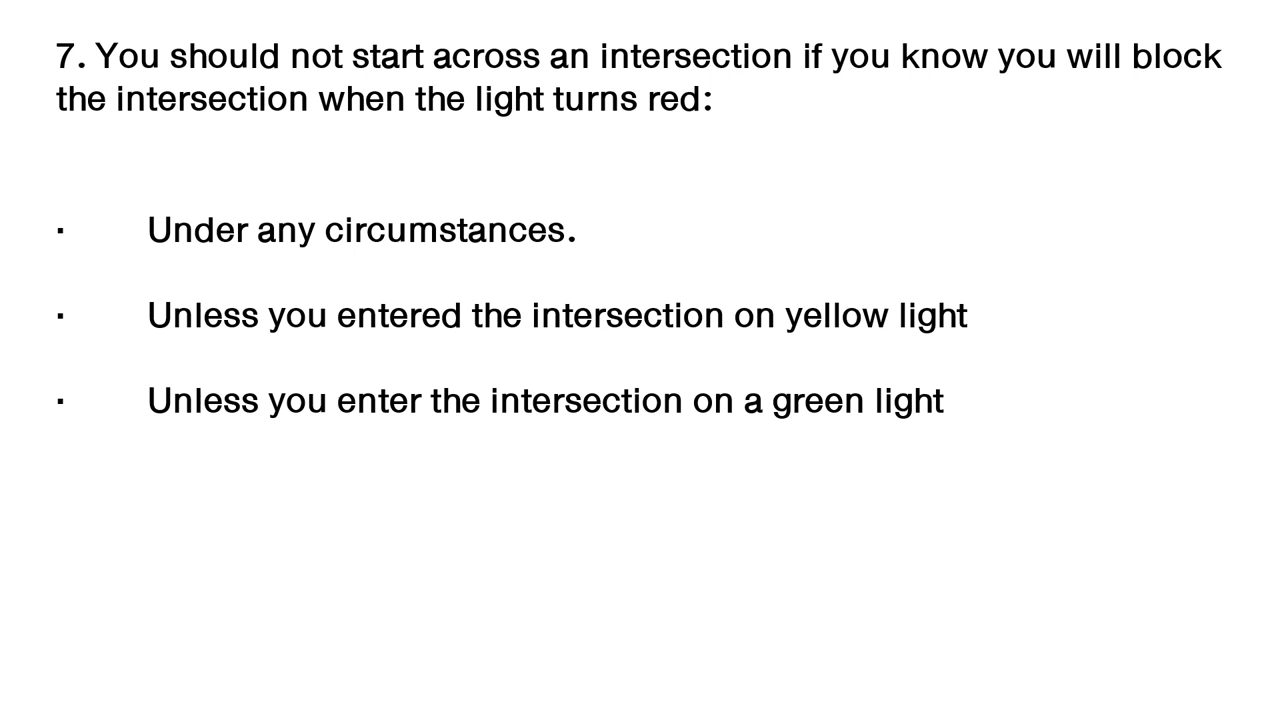 7. You should not start across an intersection if you know you will block
the intersection when the light turns red:
· Under any circumstances.
· Unless you entered the intersection on yellow light
· Unless you enter the intersection on a green light